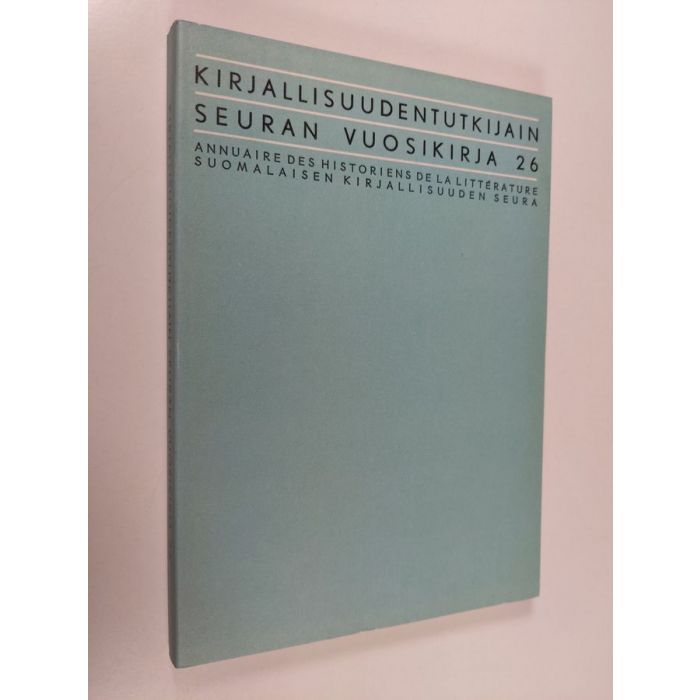 KIRJALLISUUDENTUTKIJAIN
SEURAN VUOSIKIRJA 26
ANNUAIRE DES HISTORIENS DE LA LITTÉRATURE
SUOMALAISEN KIRJALLISUUDEN SEURA